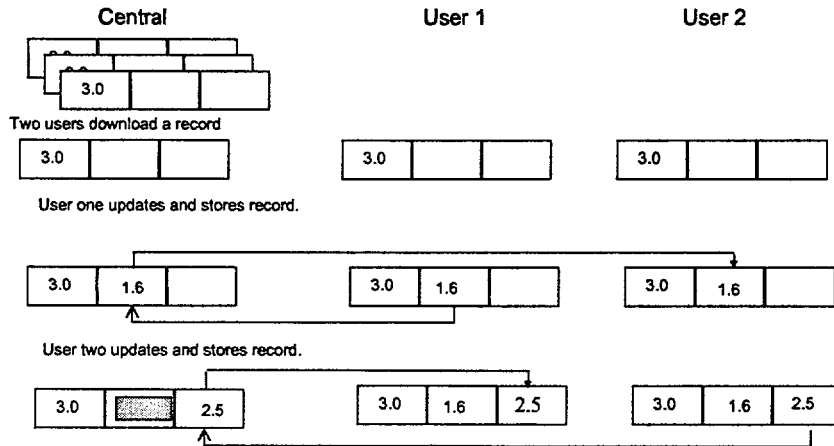 Central User 1 User 2
3.0
Two users download a record
3.0 3.0 3.0
User one updates and stores record.
3.0 1.6 3.0 1.6 3.0 1.6
User two updates and stores record.
3.0 2.5 3.0 1.6 2.5 3.0 1.6 2.5